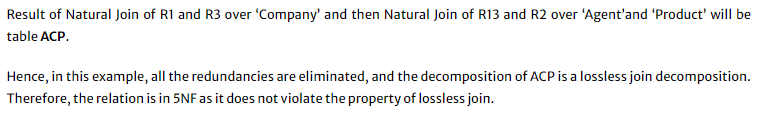 Result of Natural Join of R1 and R3 over ‘Company’ and then Natural Join of R13 and R2 over ‘Agent’and ‘Product’ will be
table ACP.
Hence, in this example, all the redundancies are eliminated, and the decomposition of ACP is a lossless join decomposition.
Therefore, the relation is in 5NF as it does not violate the property of lossless join.